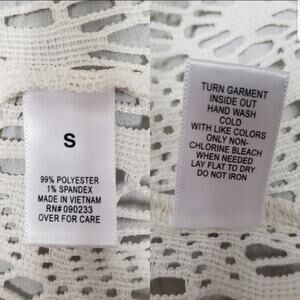 S
99% POLYESTER
1% SPANDEX
MADE IN VIETNAM
RN# 090233
OVER FOR CARE
TURN GARMENT
INSIDE OUT
HAND WASH
COLD
WITH LIKE COLORS
ONLY NON-
CHLORINE BLEACH
WHEN NEEDED
LAY FLAT TO DRY
DO NOT IRON